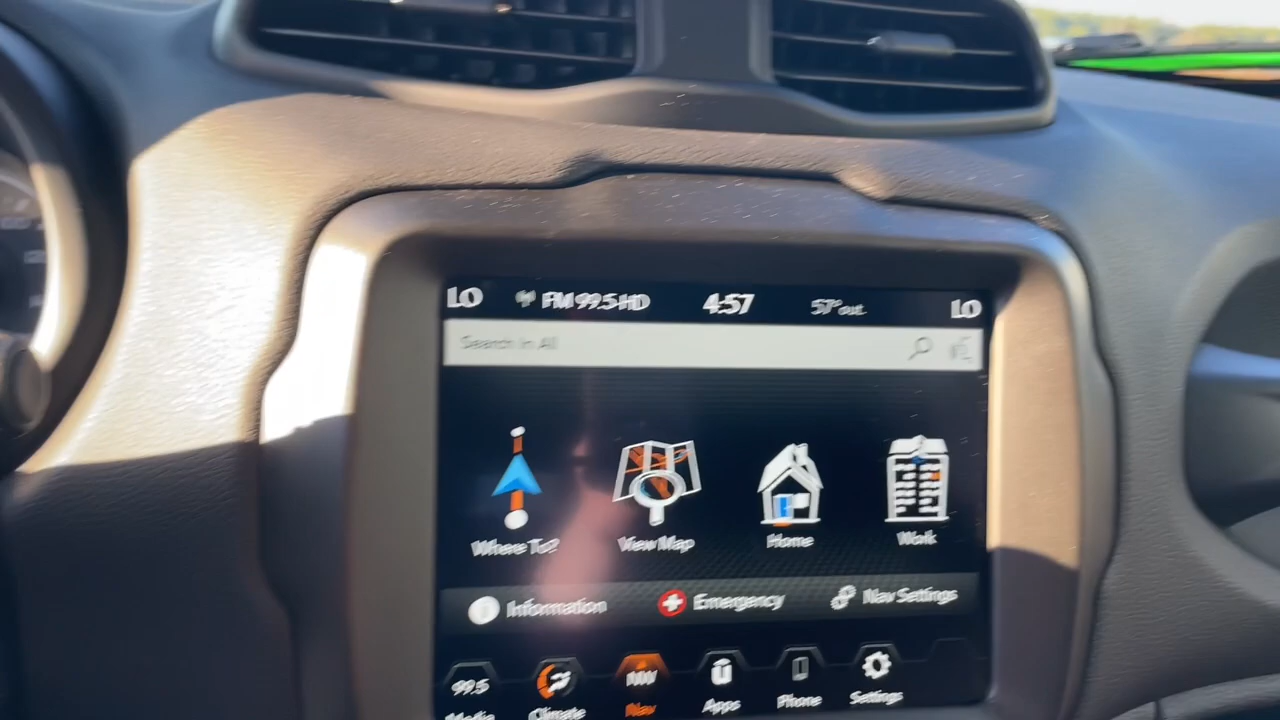 LO FM 99.5-HD 4:57 57° out. LO
Search In All
Where To? View Map Home Work
Information Emergency Nav Settings
99.5
Media Climate Nav Apps Phone Settings